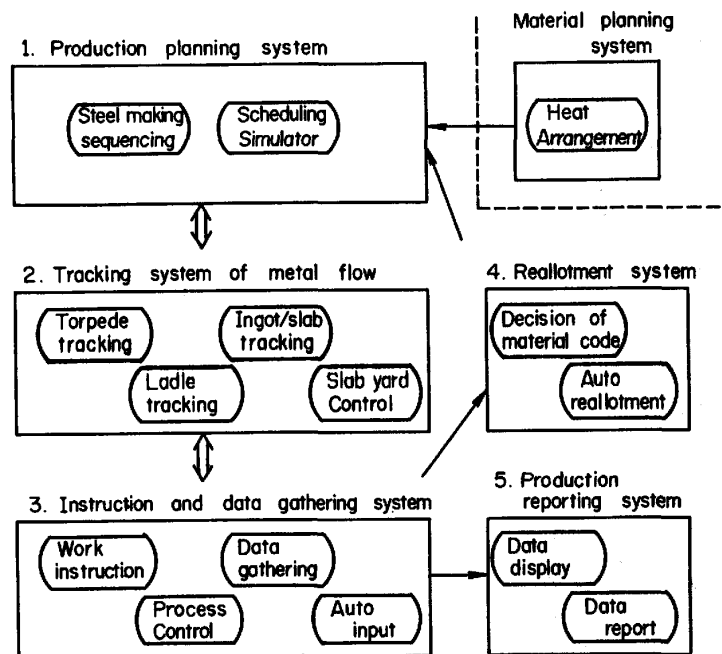 1. Production planning system
Steel making
sequencing
Scheduling
Simulator
Material planning
system
Heat
Arrangement
2. Tracking system of metal flow
Torpede
tracking
Ingot/slab
tracking
Ladle
tracking
Slab yard
Control
4. Reallotment system
Decision of
material code
Auto
reallotment
3. Instruction and data gathering system
Work
instruction
Data
gathering
Process
Control
Auto
input
5. Production
reporting system
Data
display
Data
report